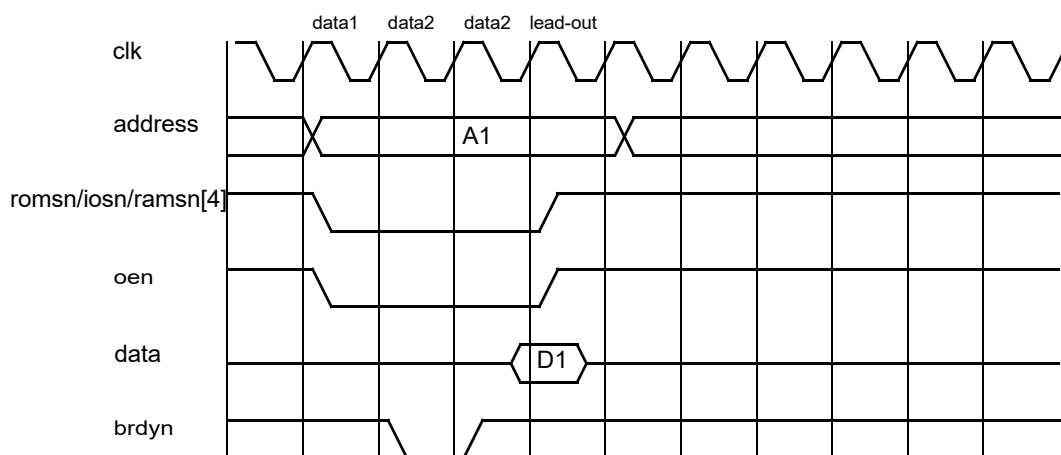 data1 data2 data2 lead-out
clk
address
A1
romsn/iosn/ramsn[4]
oen
data
D1
brdyn